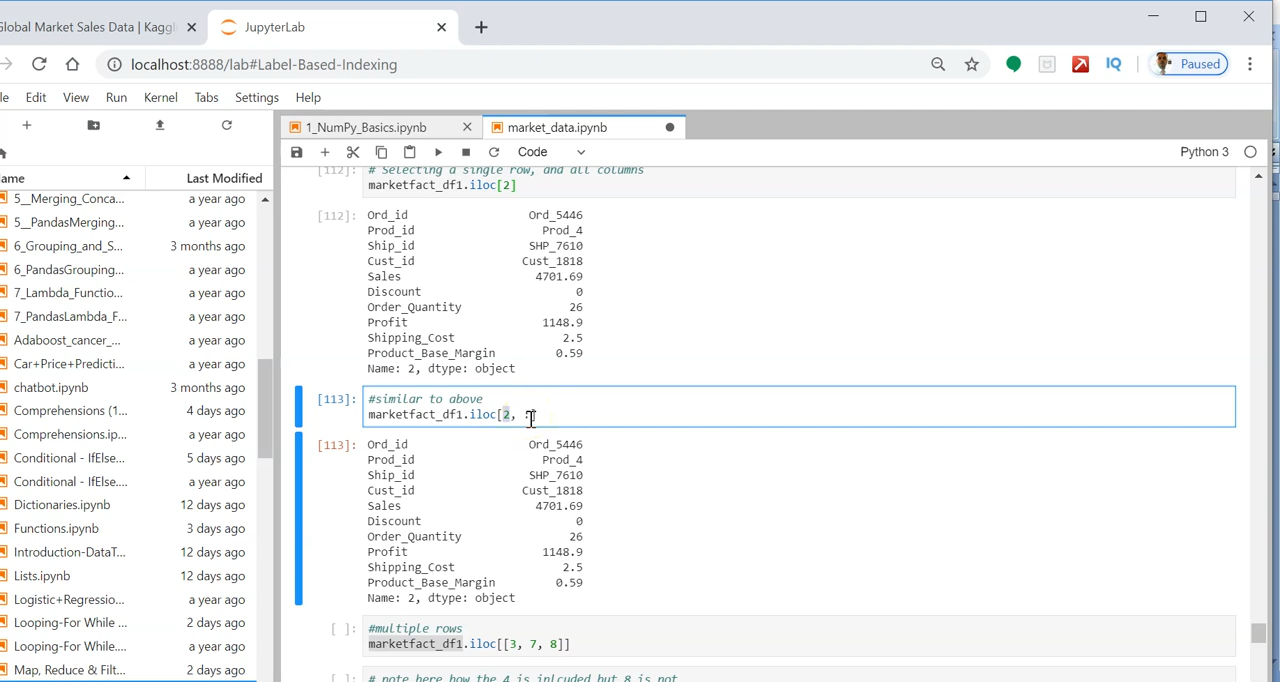 Global Market Sales Data | Kaggl
JupyterLab
localhost:8888/lab#Label-Based-Indexing
IQ
Paused
le Edit View Run Kernel Tabs Settings Help
1_NumPy_Basics.ipynb
market_data.ipynb
Code
Python 3
ame
Last Modified
5__Merging_Conca... a year ago
5__PandasMerging... a year ago
6_Grouping_and_S... 3 months ago
6_PandasGrouping... a year ago
7_Lambda_Functio... a year ago
7_PandasLambda_F... a year ago
Adaboost_cancer_... a year ago
Car+Price+Predicti... a year ago
chatbot.ipynb 3 months ago
Comprehensions (1... 4 days ago
Comprehensions.ip... a year ago
Conditional - IfElse... 5 days ago
Conditional - IfElse.... a year ago
Dictionaries.ipynb 12 days ago
Functions.ipynb 3 days ago
Introduction-DataT... 12 days ago
Lists.ipynb 12 days ago
Logistic+Regressio... a year ago
Looping-For While ... 2 days ago
Looping-For While.... a year ago
Map, Reduce & Filt... 2 days ago
[112]: # Selecting a single row, and all columns
marketfact_df1.iloc[2]
[112]: Ord_id Ord_5446
Prod_id Prod_4
Ship_id SHP_7610
Cust_id Cust_1818
Sales 4701.69
Discount 0
Order_Quantity 26
Profit 1148.9
Shipping_Cost 2.5
Product_Base_Margin 0.59
Name: 2, dtype: object
[113]: #similar to above
marketfact_df1.iloc[2,
[113]: Ord_id Ord_5446
Prod_id Prod_4
Ship_id SHP_7610
Cust_id Cust_1818
Sales 4701.69
Discount 0
Order_Quantity 26
Profit 1148.9
Shipping_Cost 2.5
Product_Base_Margin 0.59
Name: 2, dtype: object
[ ]: #multiple rows
marketfact_df1.iloc[[3, 7, 8]]
[ ]: # note here how the 4 is inlcuded but 8 is not